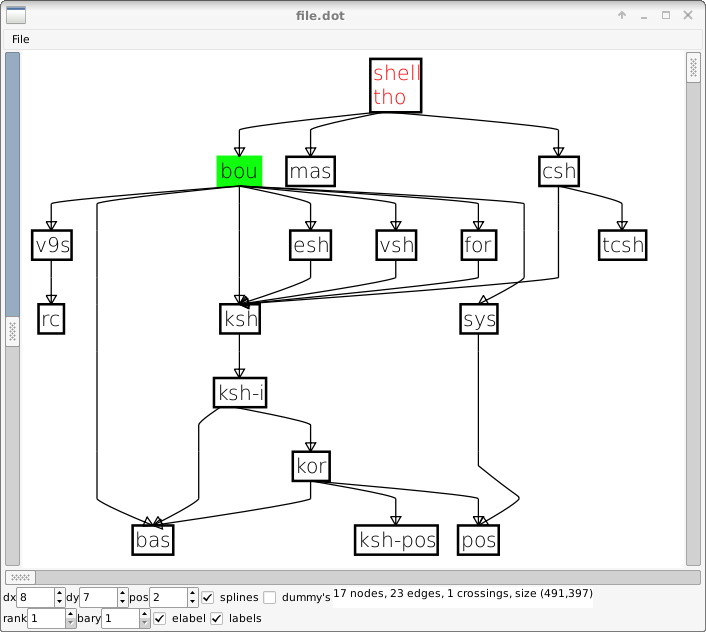 file.dot
File
shell
tho
bou
mas
csh
v9s
esh
vsh
for
tcsh
rc
ksh
sys
ksh-i
kor
bas
ksh-pos
pos
dx 8 dy 7 pos 2 splines dummy's 17 nodes, 23 edges, 1 crossings, size (491,397)
rank 1 bary 1 elabel labels